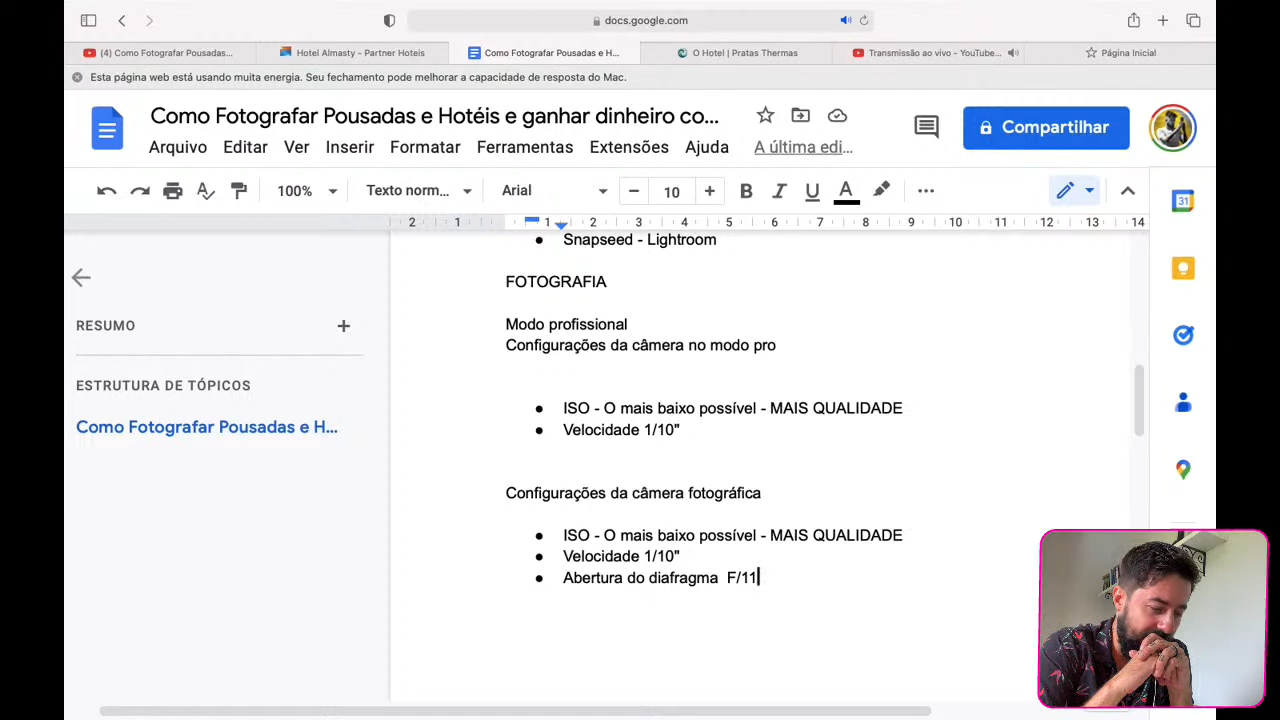 docs.google.com
(4) Como Fotografar Pousadas...
Hotel Almasty - Partner Hoteis
Como Fotografar Pousadas e H...
O Hotel | Pratas Thermas
Transmissão ao vivo - YouTube...
Página Inicial
Esta página web está usando muita energia. Seu fechamento pode melhorar a capacidade de resposta do Mac.
Como Fotografar Pousadas e Hotéis e ganhar dinheiro co...
Compartilhar
Arquivo Editar Ver Inserir Formatar Ferramentas Extensões Ajuda A última edi...
100% Texto norm... Arial − 10 + B I U A ...
2 1 1 2 3 4 5 6 7 8 9 10 11 12 13 14
31
● Snapseed - Lightroom
FOTOGRAFIA
RESUMO +
Modo profissional
Configurações da câmera no modo pro
ESTRUTURA DE TÓPICOS
Como Fotografar Pousadas e H...
● ISO - O mais baixo possível - MAIS QUALIDADE
● Velocidade 1/10"
Configurações da câmera fotográfica
● ISO - O mais baixo possível - MAIS QUALIDADE
● Velocidade 1/10"
● Abertura do diafragma  F/11